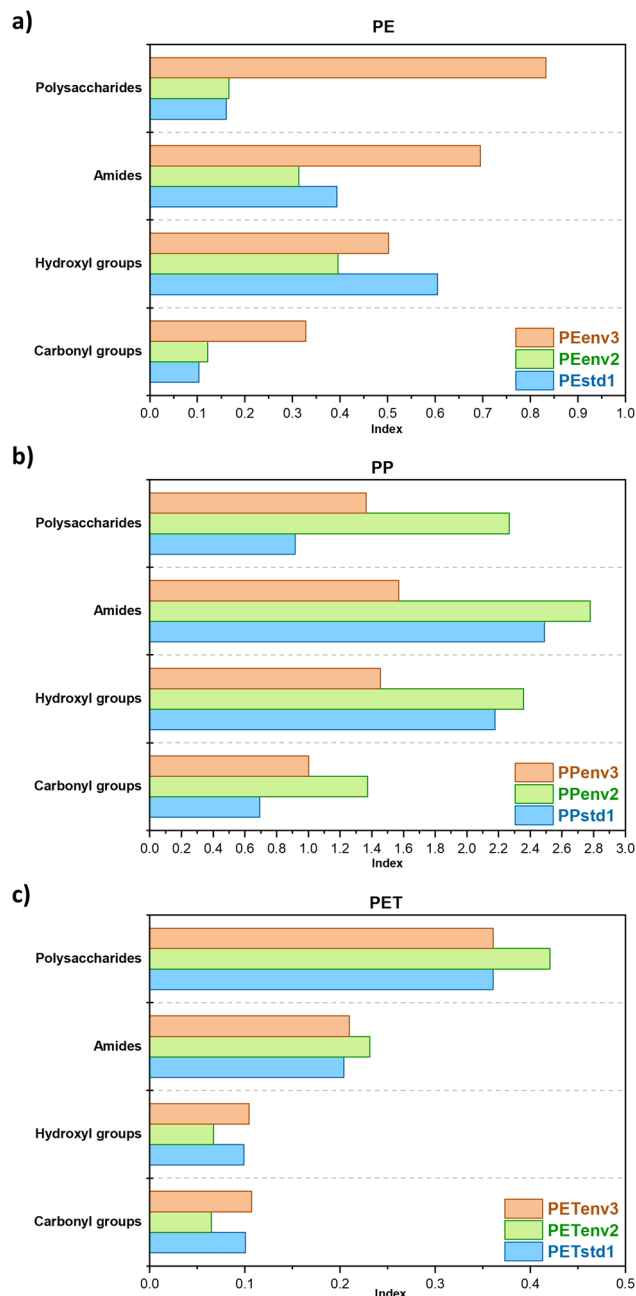 a)
PE
Polysaccharides
Amides
Hydroxyl groups
Carbonyl groups
PEenv3
PEenv2
PEstd1
0.0 0.1 0.2 0.3 0.4 0.5 0.6 0.7 0.8 0.9 1.0
Index
b)
PP
Polysaccharides
Amides
Hydroxyl groups
Carbonyl groups
PPenv3
PPenv2
PPstd1
0.0 0.2 0.4 0.6 0.8 1.0 1.2 1.4 1.6 1.8 2.0 2.2 2.4 2.6 2.8 3.0
Index
c)
PET
Polysaccharides
Amides
Hydroxyl groups
Carbonyl groups
PETenv3
PETenv2
PETstd1
0.0 0.1 0.2 0.3 0.4 0.5
Index